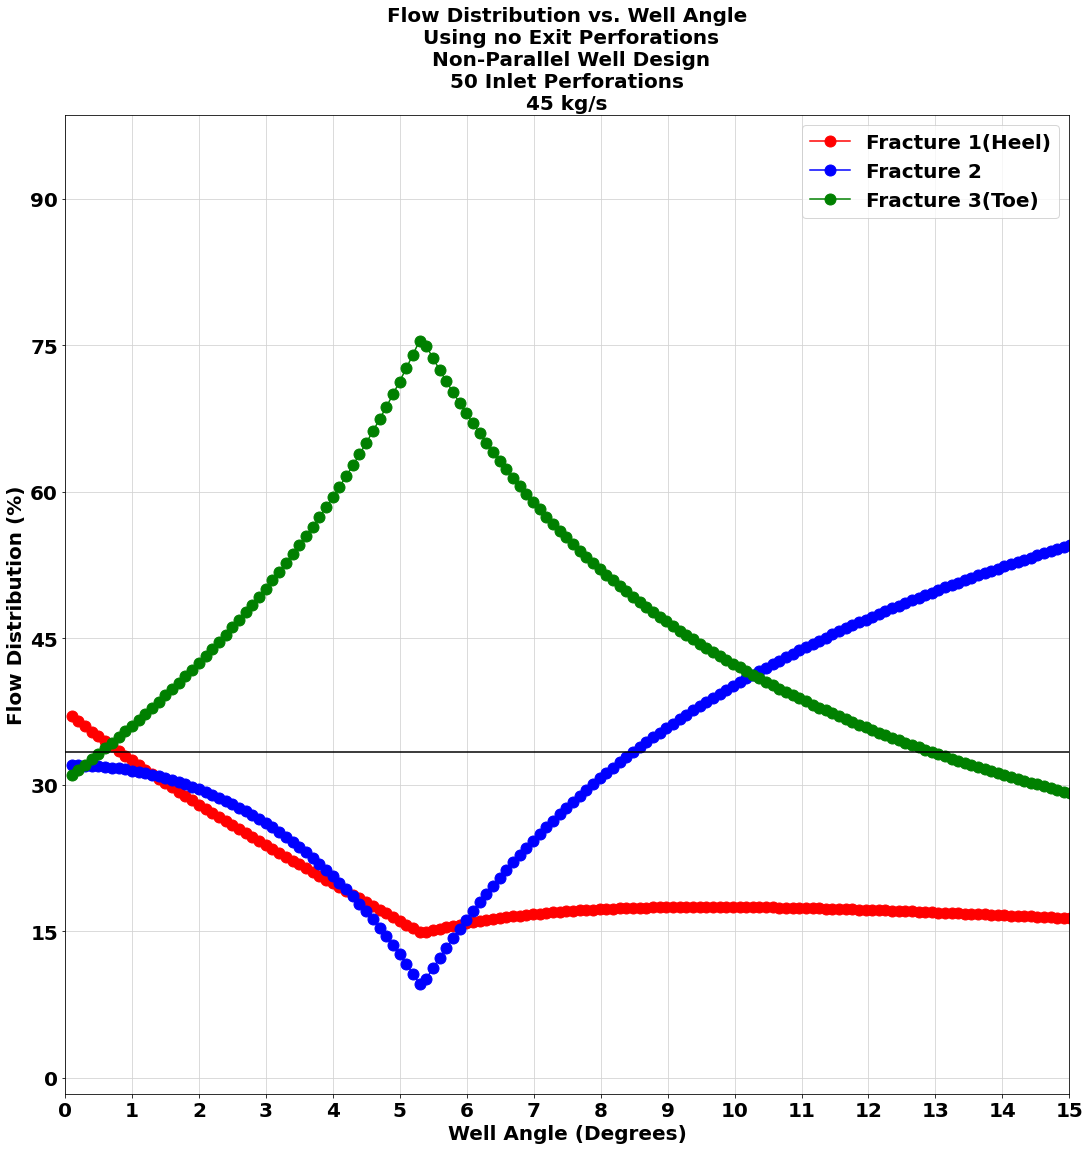 Flow Distribution vs. Well Angle
Using no Exit Perforations
Non-Parallel Well Design
50 Inlet Perforations
45 kg/s
Fracture 1(Heel)
Fracture 2
Fracture 3(Toe)
Flow Distribution (%)
90
75
60
45
30
15
0
0 1 2 3 4 5 6 7 8 9 10 11 12 13 14 15
Well Angle (Degrees)